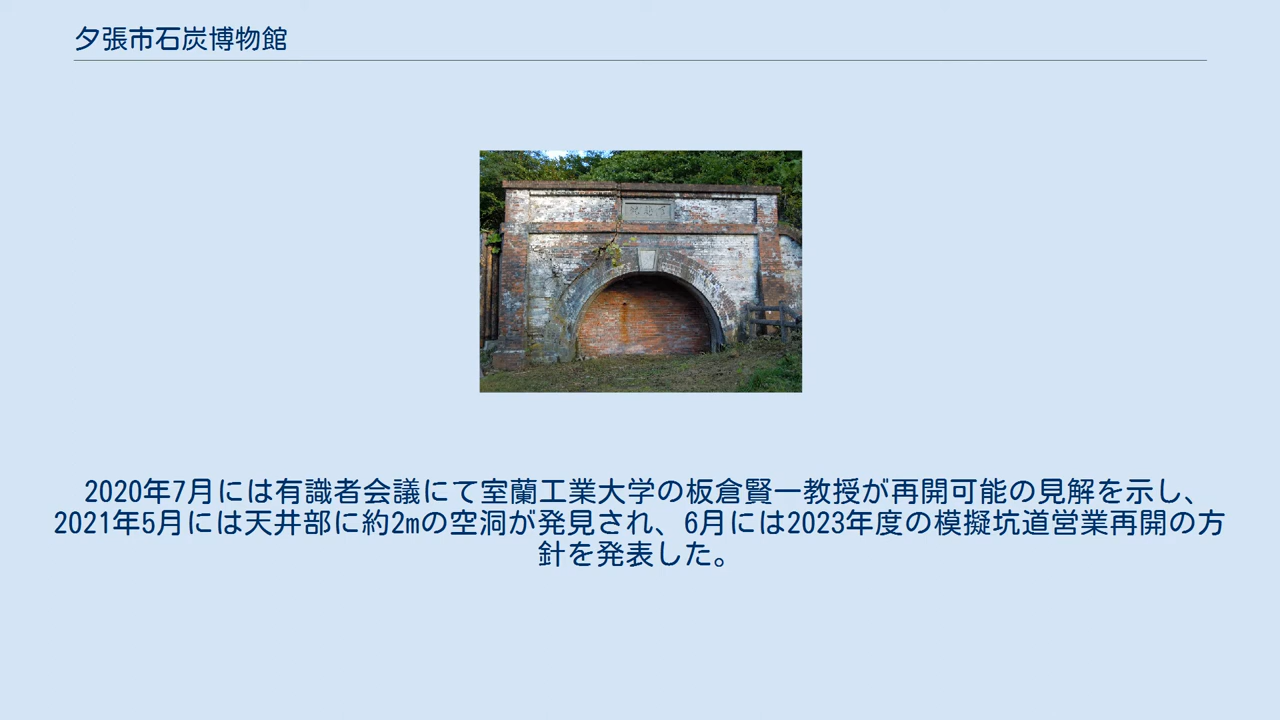 夕張市石炭博物館
2020年7月には有識者会議にて室蘭工業大学の板倉賢一教授が再開可能の見解を示し、
2021年5月には天井部に約2mの空洞が発見され、6月には2023年度の模擬坑道営業再開の方
針を発表した。